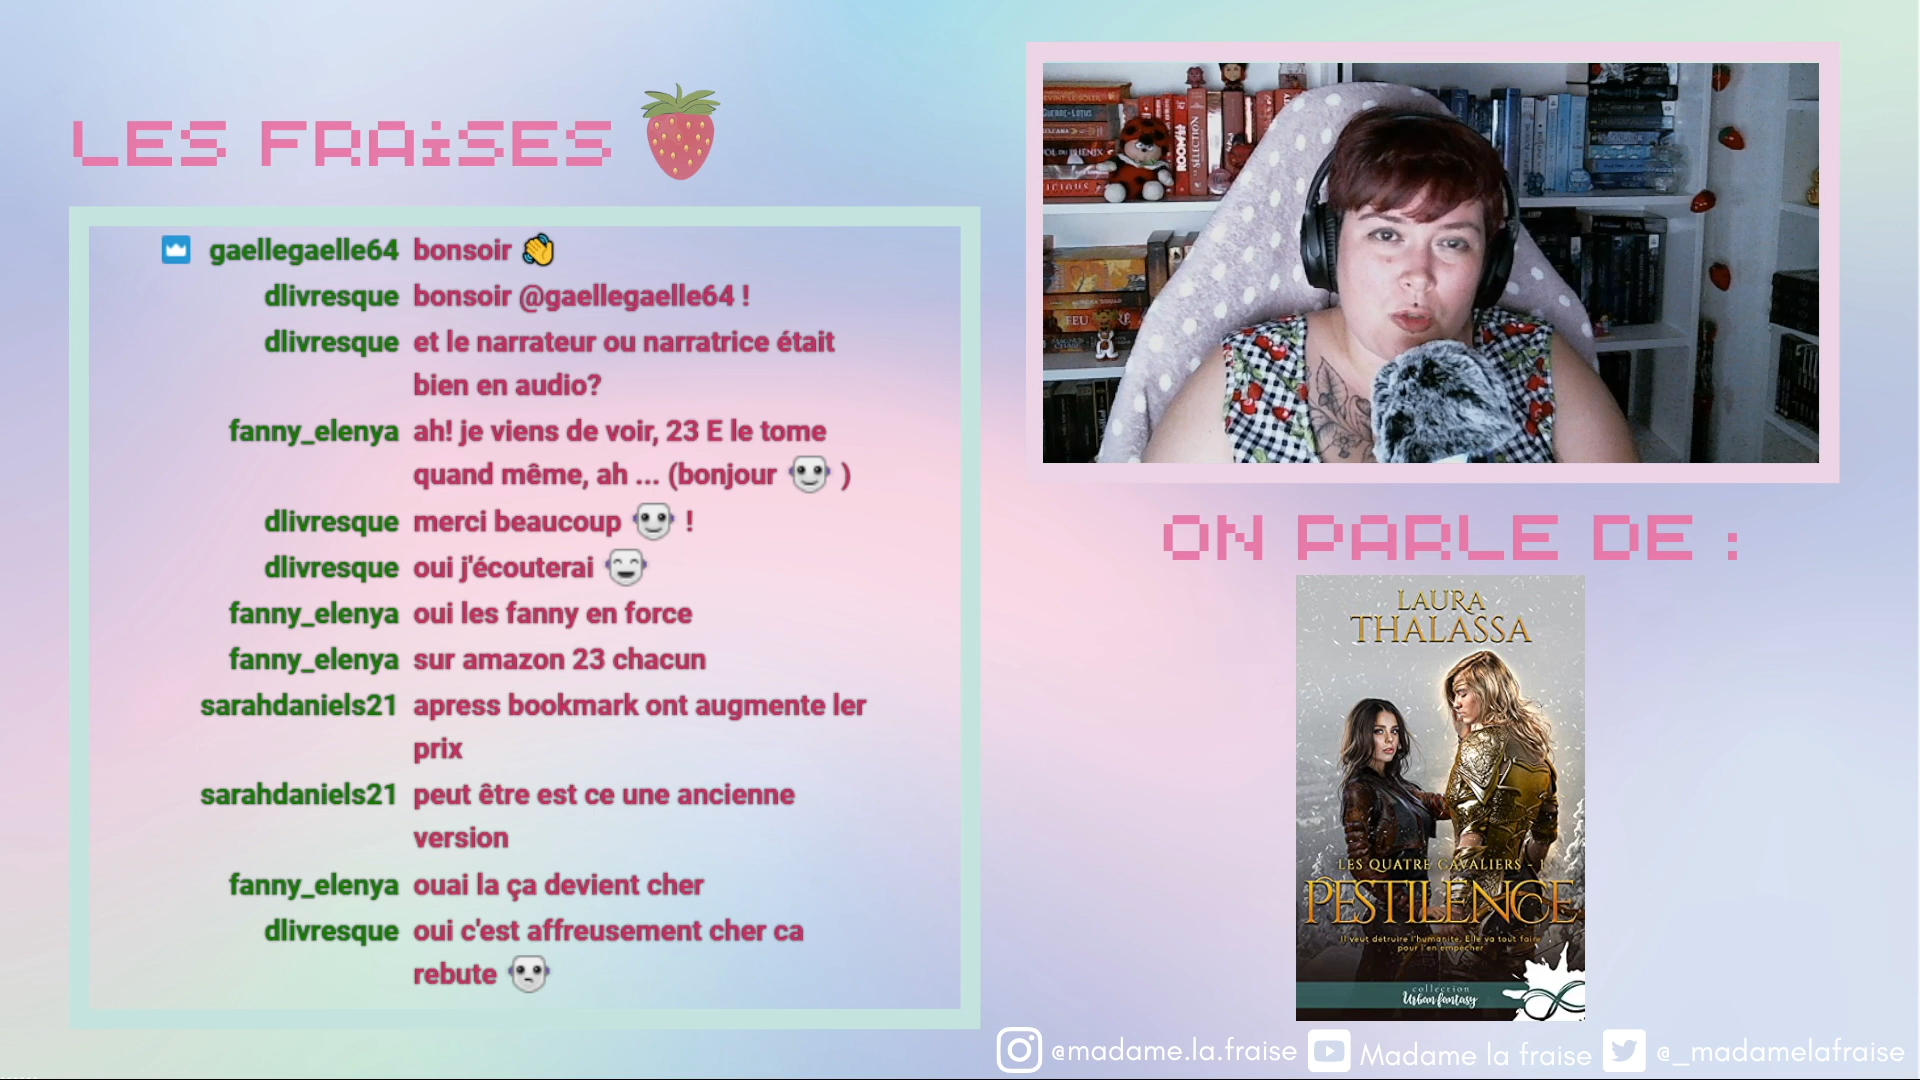 LES FRAiSES
gaellegaelle64 bonsoir
dlivresque bonsoir @gaellegaelle64 !
dlivresque et le narrateur ou narratrice était
bien en audio?
fanny_elenya ah! je viens de voir, 23 E le tome
quand même, ah ... (bonjour )
dlivresque merci beaucoup !
dlivresque oui j'écouterai
fanny_elenya oui les fanny en force
fanny_elenya sur amazon 23 chacun
sarahdaniels21 apress bookmark ont augmente ler
prix
sarahdaniels21 peut être est ce une ancienne
version
fanny_elenya ouai la ça devient cher
dlivresque oui c'est affreusement cher ca
rebute
ROOMIES
SÉLECTION
FEU
ON PARLE DE :
LAURA
THALASSA
LES QUATRE CAVALIERS - 1
PESTILENCE
Il veut détruire l'humanité. Elle va tout faire
pour l'en empêcher
collection
Urban fantasy
@madame.la.fraise Madame la fraise @_madamelafraise